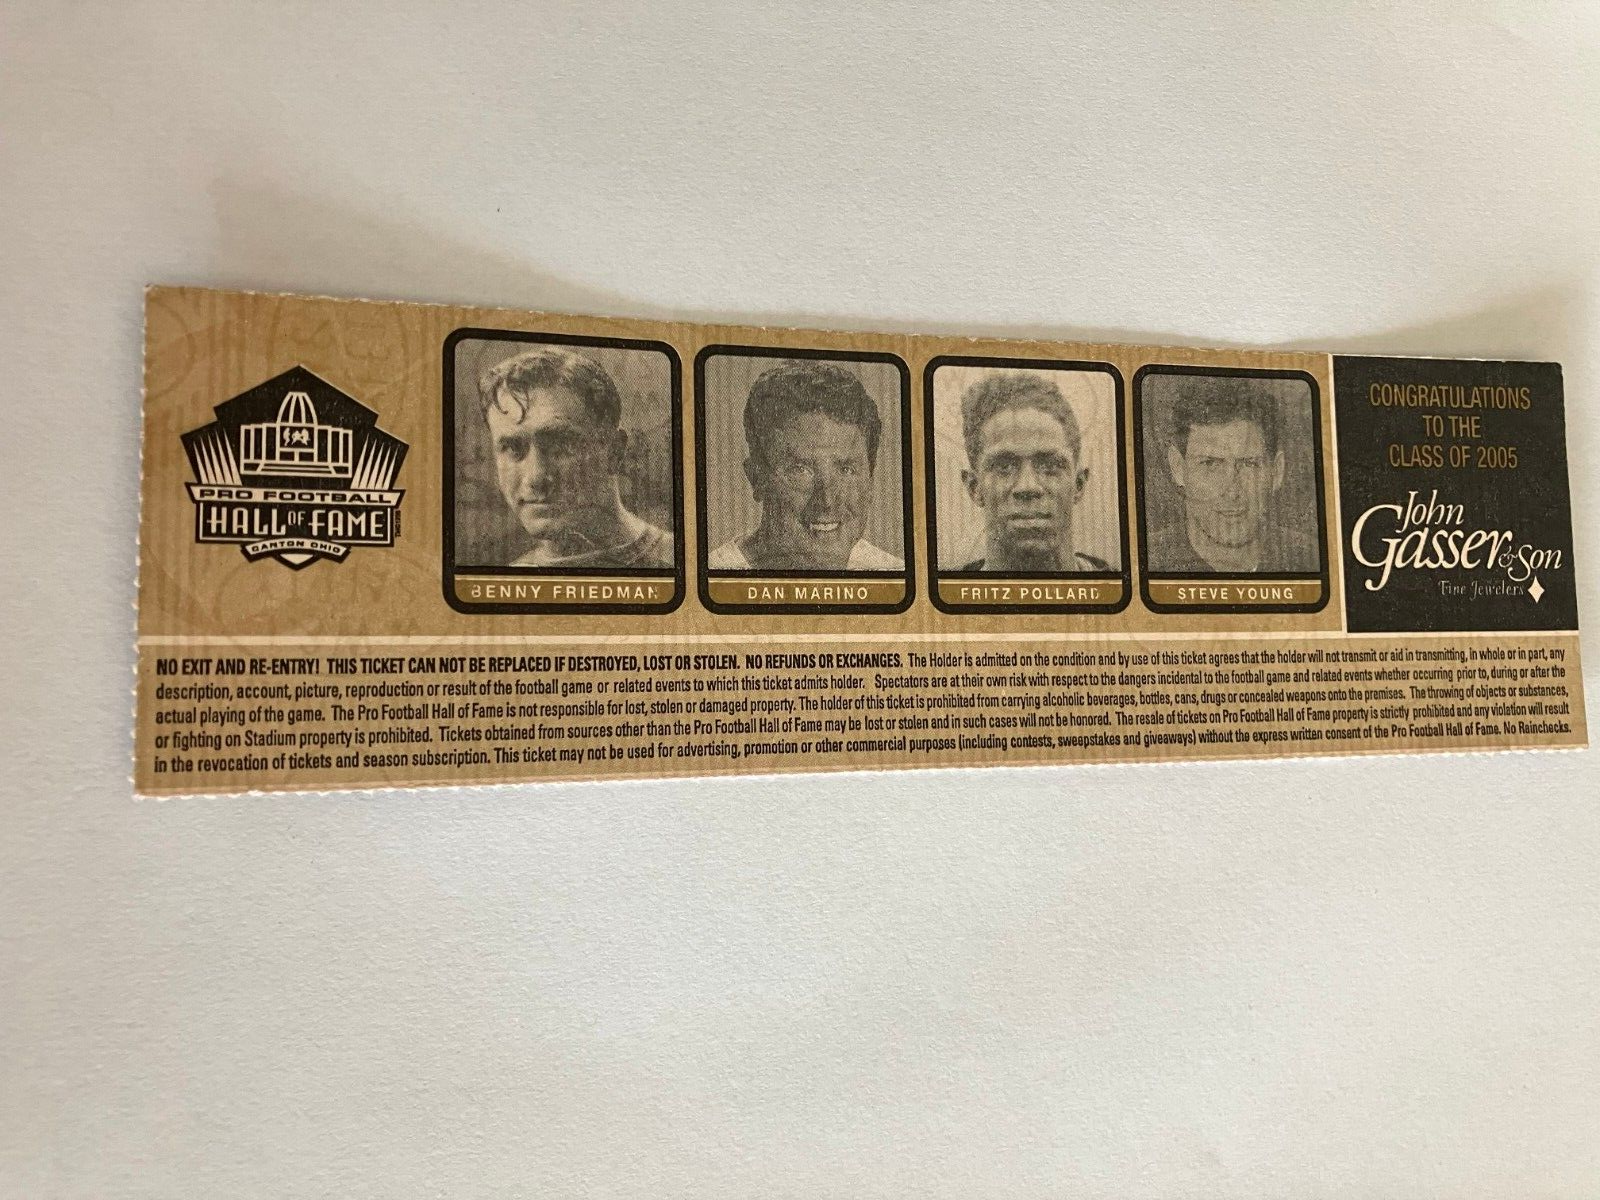 PRO FOOTBALL
HALL OF FAME
CANTON OHIO
BENNY FRIEDMAN
DAN MARINO
FRITZ POLLARD
STEVE YOUNG
CONGRATULATIONS
TO THE
CLASS OF 2005
John
Gasser & Son
Fine Jewelers
NO EXIT AND RE-ENTRY! THIS TICKET CAN NOT BE REPLACED IF DESTROYED, LOST OR STOLEN. NO REFUNDS OR EXCHANGES. The Holder is admitted on the condition and by use of this ticket agrees that the holder will not transmit or aid in transmitting, in whole or in part, any
description, account, picture, reproduction or result of the football game or related events to which this ticket admits holder. Spectators are at their own risk with respect to the dangers incidental to the football game and related events whether occurring prior to, during or after the
actual playing of the game. The Pro Football Hall of Fame is not responsible for lost, stolen or damaged property. The holder of this ticket is prohibited from carrying alcoholic beverages, bottles, cans, drugs or concealed weapons onto the premises. The throwing of objects or substances,
or fighting on Stadium property is prohibited. Tickets obtained from sources other than the Pro Football Hall of Fame may be lost or stolen and in such cases will not be honored. The resale of tickets on Pro Football Hall of Fame property is strictly prohibited and any violation will result
in the revocation of tickets and season subscription. This ticket may not be used for advertising, promotion or other commercial purposes (including contests, sweepstakes and giveaways) without the express written consent of the Pro Football Hall of Fame. No Rainchecks.